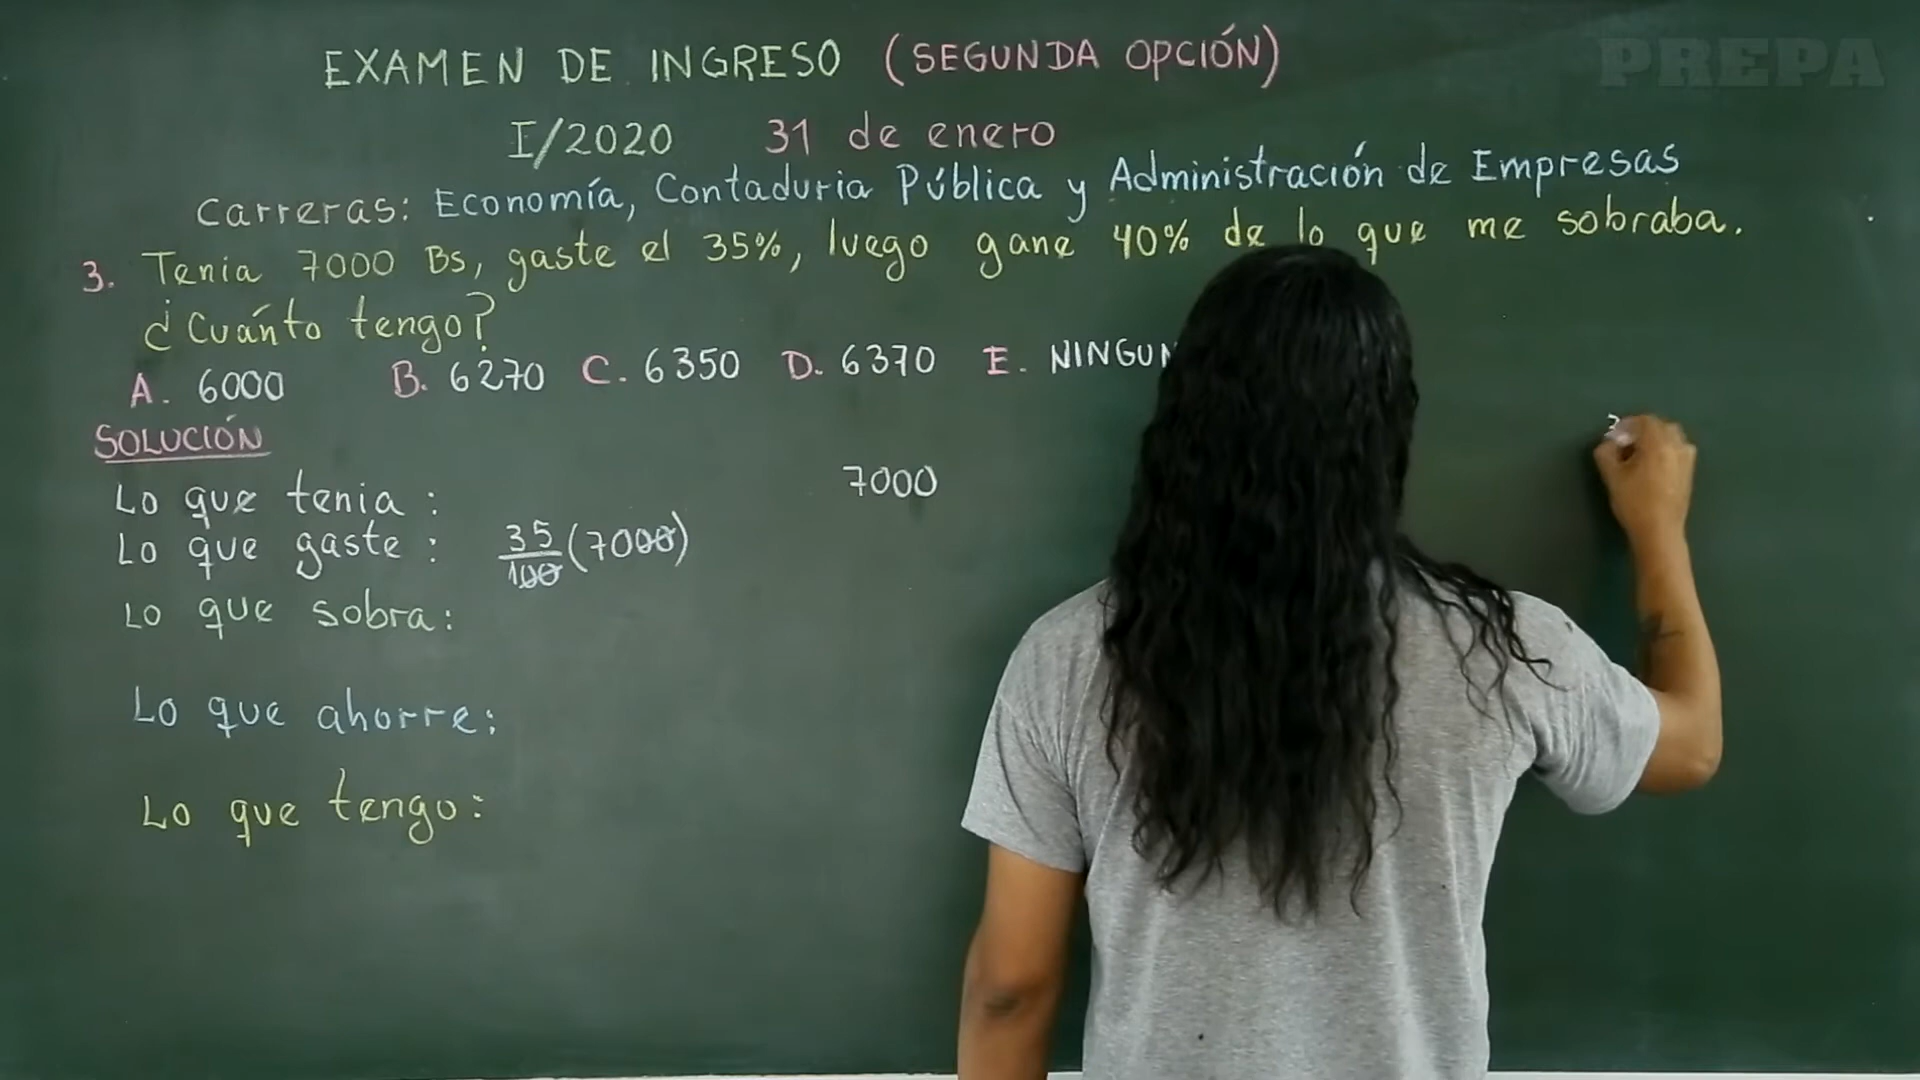 PREPA
EXAMEN DE INGRESO (SEGUNDA OPCIÓN)
I/2020 31 de enero
Carreras: Economía, Contaduria Pública y Administración de Empresas
3. Tenia 7000 Bs, gaste el 35%, luego gane 40% de lo que me sobraba.
¿Cuánto tengo?
A. 6000 B. 6270 C. 6350 D. 6370 E. NINGUN
SOLUCIÓN
Lo que tenia : 7000
Lo que gaste : 35/100 (7000)
Lo que sobra:
Lo que ahorre:
Lo que tengo: